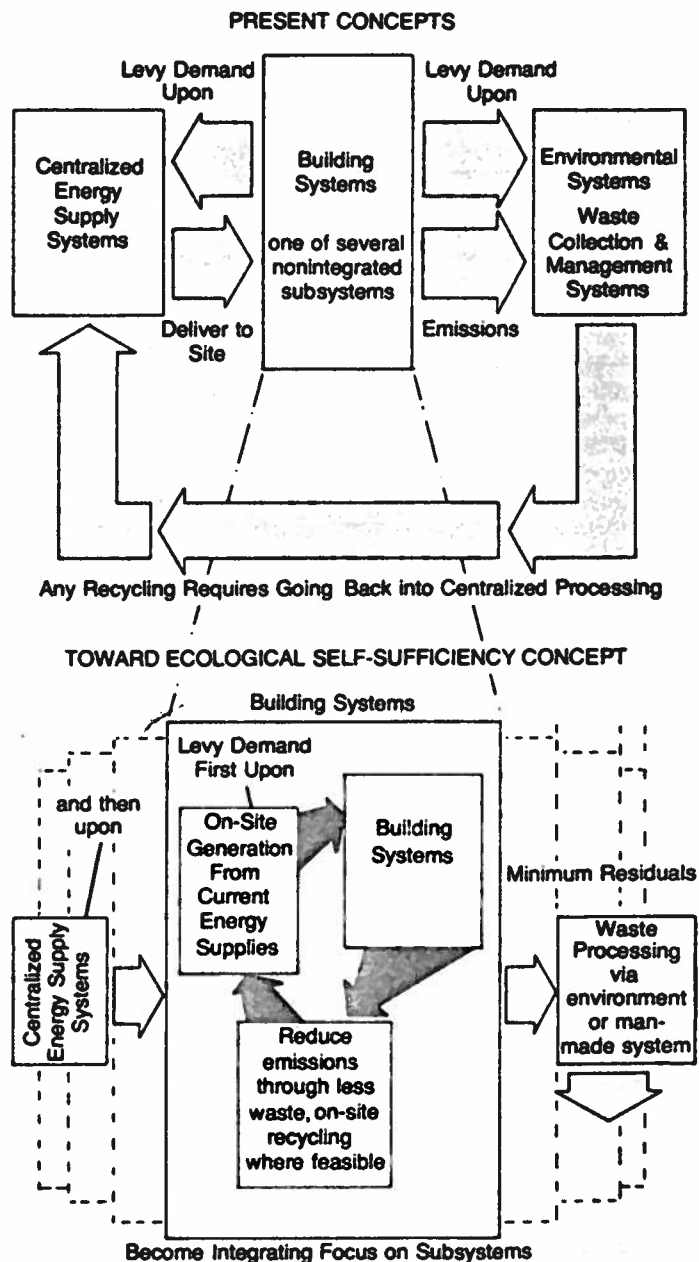 PRESENT CONCEPTS
Levy Demand
Upon
Levy Demand
Upon
Centralized
Energy
Supply
Systems
Building
Systems
one of several
nonintegrated
subsystems
Environmental
Systems
Waste
Collection &
Management
Systems
Deliver to
Site
Emissions
Any Recycling Requires Going Back into Centralized Processing
TOWARD ECOLOGICAL SELF-SUFFICIENCY CONCEPT
Building Systems
Levy Demand
First Upon
and then
upon
On-Site
Generation
From
Current
Energy
Supplies
Building
Systems
Minimum Residuals
Centralized
Energy Supply
Systems
Waste
Processing
via
environment
or man-
made system
Reduce
emissions
through less
waste, on-site
recycling
where feasible
Become Integrating Focus on Subsystems